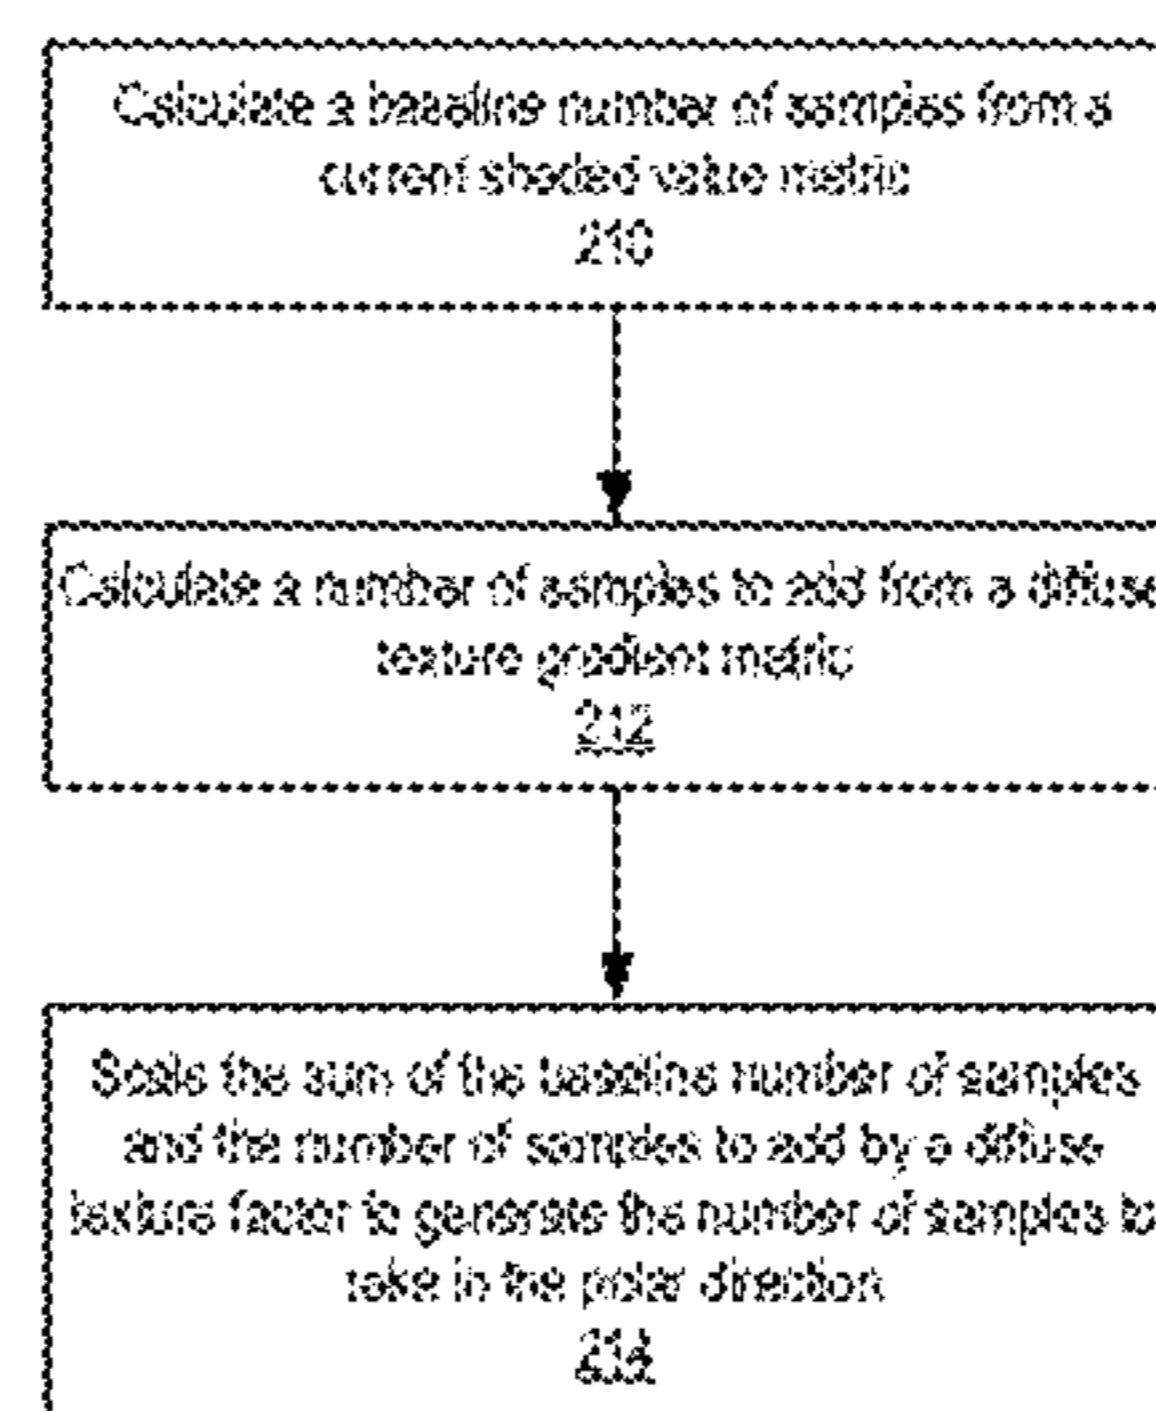 Calculate a baseline number of samples from a
current shaded value metric
210
Calculate a number of samples to add from a diffuse
texture gradient metric
212
Scale the sum of the baseline number of samples
and the number of samples to add by a diffuse
texture factor to generate the number of samples to
take in the polar direction
214